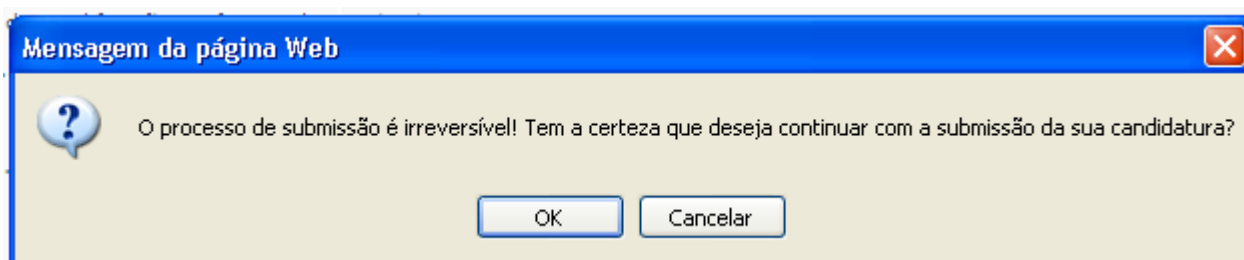 Mensagem da página Web
O processo de submissão é irreversível! Tem a certeza que deseja continuar com a submissão da sua candidatura?
OK
Cancelar